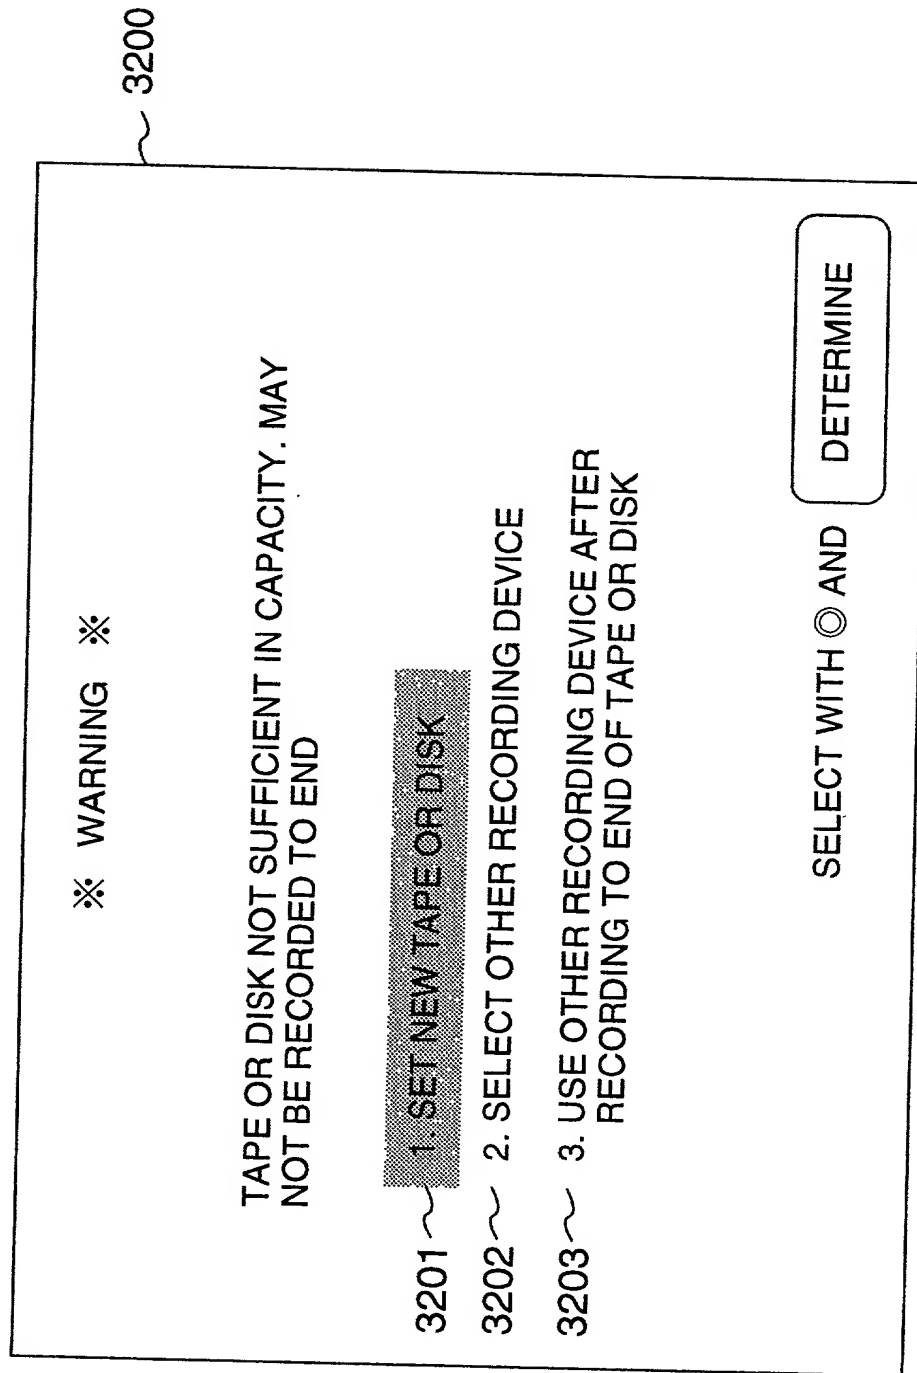 3200
※ WARNING ※
TAPE OR DISK NOT SUFFICIENT IN CAPACITY. MAY
NOT BE RECORDED TO END
3201 1. SET NEW TAPE OR DISK
3202 2. SELECT OTHER RECORDING DEVICE
3203 3. USE OTHER RECORDING DEVICE AFTER
RECORDING TO END OF TAPE OR DISK
SELECT WITH ◎ AND DETERMINE